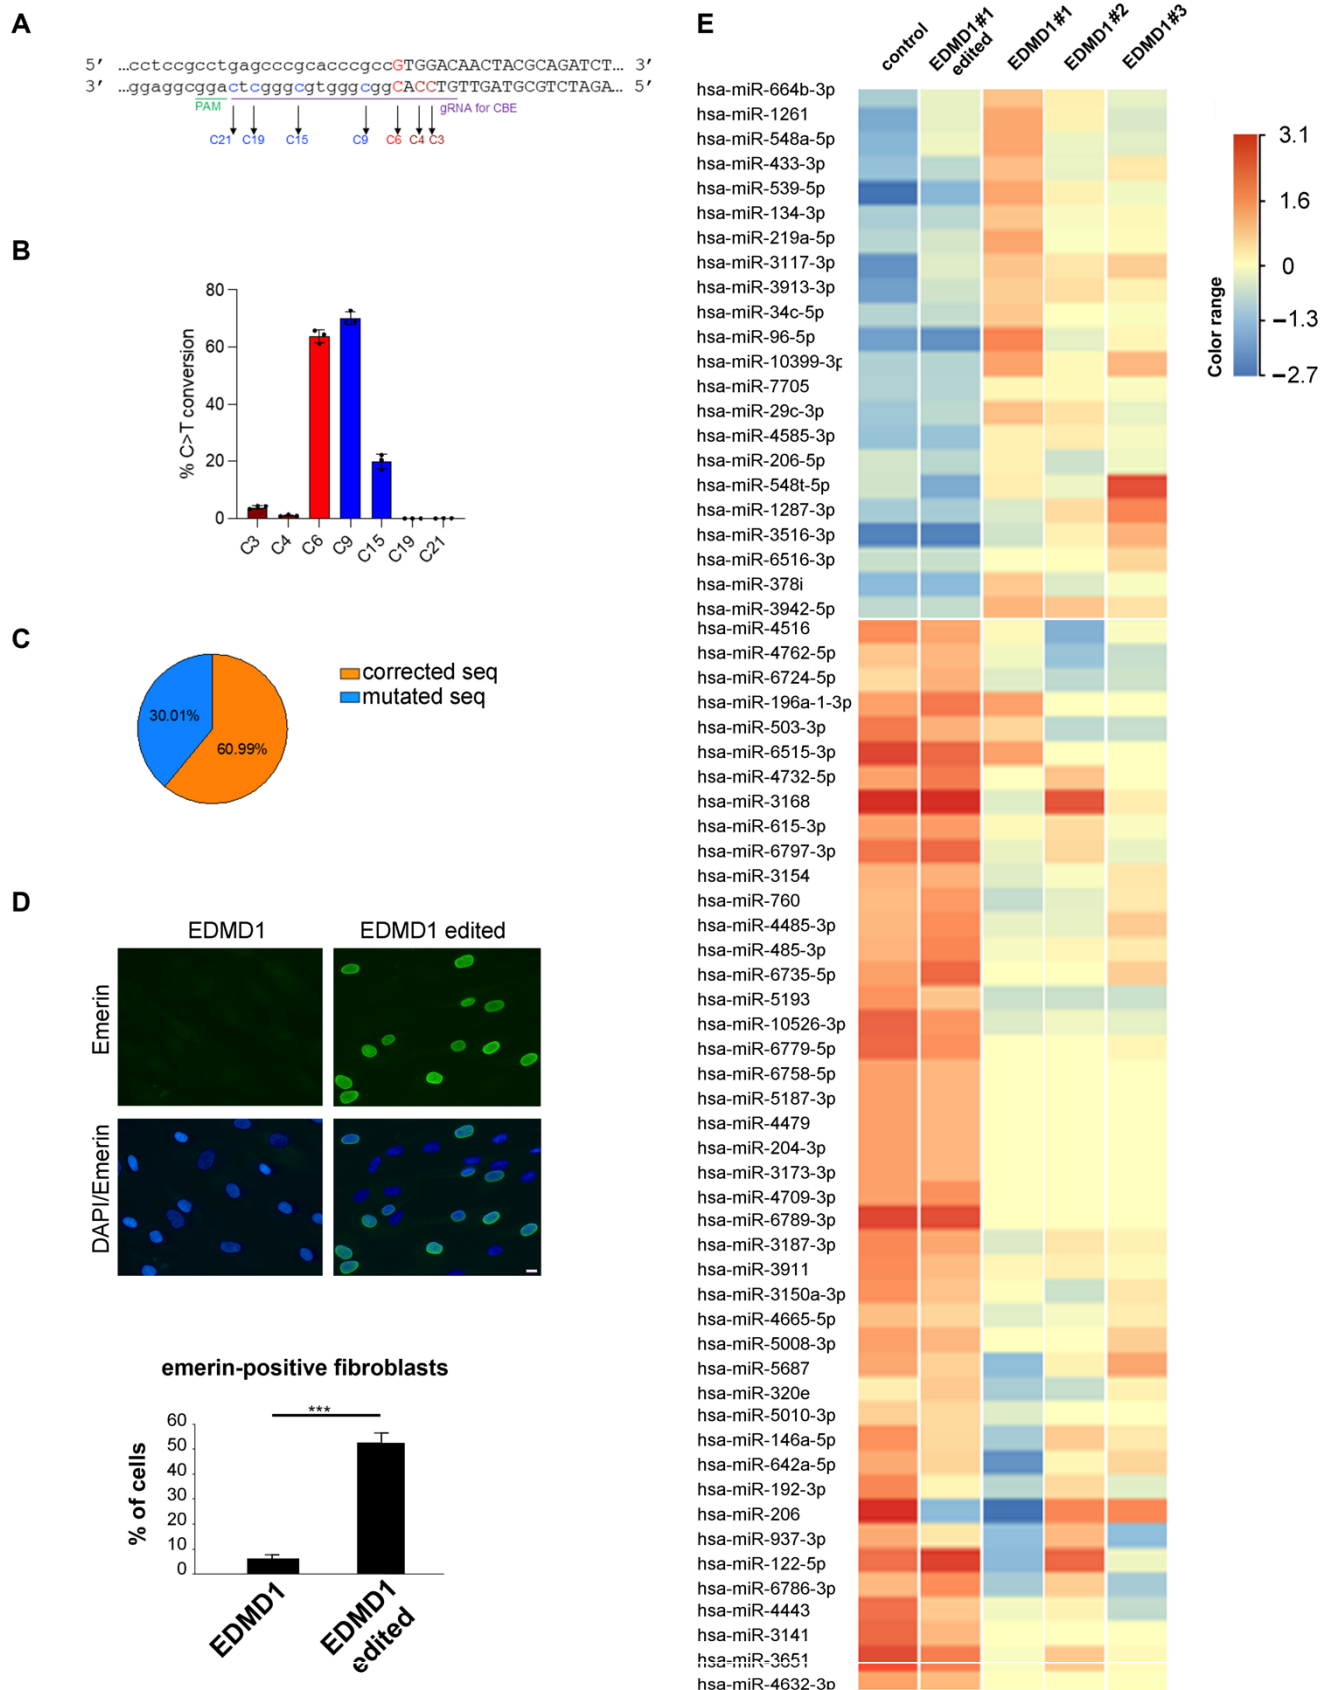 A
5′ …cctccgcctgagcccgcacccgccGTGGACAACTACGCAGATCT… 3′
3′ …ggaggcggactcgggcgtgggcggCACCTGTTGATGCGTCTAGA… 5′
PAM
gRNA for CBE
C21 C19 C15 C9 C6 C4 C3
B
% C>T conversion
80
60
40
20
0
C3 C4 C6 C9 C15 C19 C21
C
30.01%
60.99%
corrected seq
mutated seq
D
EDMD1 EDMD1 edited
Emerin
DAPI/Emerin
emerin-positive fibroblasts
***
% of cells
60
50
40
30
20
10
0
EDMD1
EDMD1
edited
E
control
EDMD1#1
edited
EDMD1#1
EDMD1#2
EDMD1#3
hsa-miR-664b-3p
hsa-miR-1261
hsa-miR-548a-5p
hsa-miR-433-3p
hsa-miR-539-5p
hsa-miR-134-3p
hsa-miR-219a-5p
hsa-miR-3117-3p
hsa-miR-3913-3p
hsa-miR-34c-5p
hsa-miR-96-5p
hsa-miR-10399-3p
hsa-miR-7705
hsa-miR-29c-3p
hsa-miR-4585-3p
hsa-miR-206-5p
hsa-miR-548t-5p
hsa-miR-1287-3p
hsa-miR-3516-3p
hsa-miR-6516-3p
hsa-miR-378i
hsa-miR-3942-5p
hsa-miR-4516
hsa-miR-4762-5p
hsa-miR-6724-5p
hsa-miR-196a-1-3p
hsa-miR-503-3p
hsa-miR-6515-3p
hsa-miR-4732-5p
hsa-miR-3168
hsa-miR-615-3p
hsa-miR-6797-3p
hsa-miR-3154
hsa-miR-760
hsa-miR-4485-3p
hsa-miR-485-3p
hsa-miR-6735-5p
hsa-miR-5193
hsa-miR-10526-3p
hsa-miR-6779-5p
hsa-miR-6758-5p
hsa-miR-5187-3p
hsa-miR-4479
hsa-miR-204-3p
hsa-miR-3173-3p
hsa-miR-4709-3p
hsa-miR-6789-3p
hsa-miR-3187-3p
hsa-miR-3911
hsa-miR-3150a-3p
hsa-miR-4665-5p
hsa-miR-5008-3p
hsa-miR-5687
hsa-miR-320e
hsa-miR-5010-3p
hsa-miR-146a-5p
hsa-miR-642a-5p
hsa-miR-192-3p
hsa-miR-206
hsa-miR-937-3p
hsa-miR-122-5p
hsa-miR-6786-3p
hsa-miR-4443
hsa-miR-3141
hsa-miR-3651
hsa-miR-4632-3p
Color range
3.1
1.6
0
−1.3
−2.7